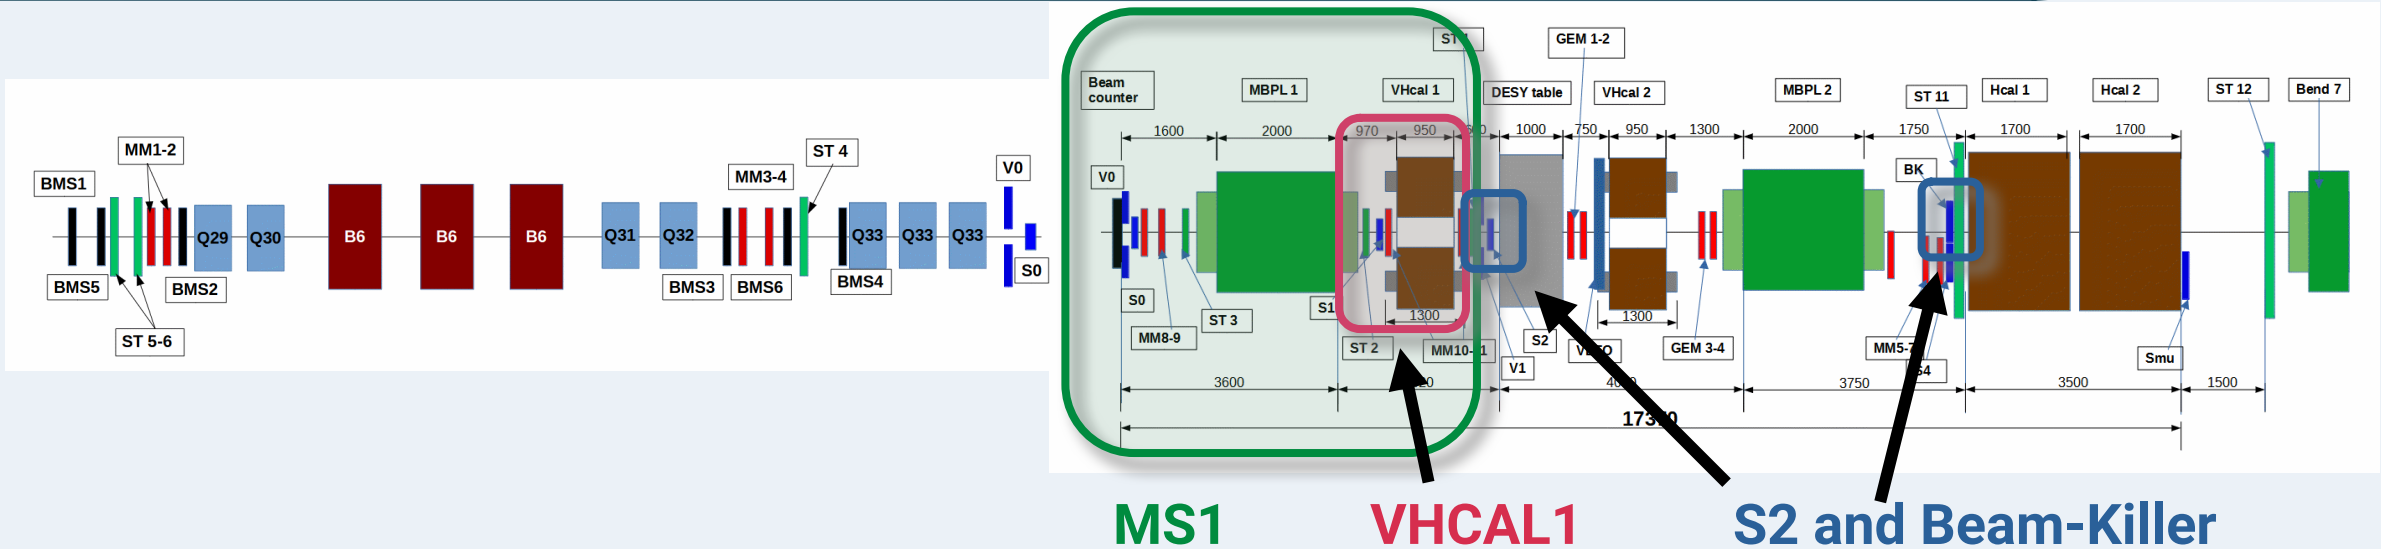 ST 1
GEM 1-2
Beam
counter
MBPL 1
VHcal 1
DESY table
VHcal 2
MBPL 2
ST 11
Hcal 1
Hcal 2
ST 12
Bend 7
1600
2000
970
950
1000
750
950
1300
2000
1750
1700
1700
MM1-2
ST 4
V0
BMS1
MM3-4
V0
BK
Q29
Q30
B6
B6
B6
Q31
Q32
Q33
Q33
Q33
BMS5
BMS2
BMS3
BMS6
BMS4
S0
S0
ST 5-6
MM8-9
ST 3
S1
1300
1300
ST 2
S2
V1
GEM 3-4
Smu
3600
3750
3500
1500
MS1
VHCAL1
S2 and Beam-Killer